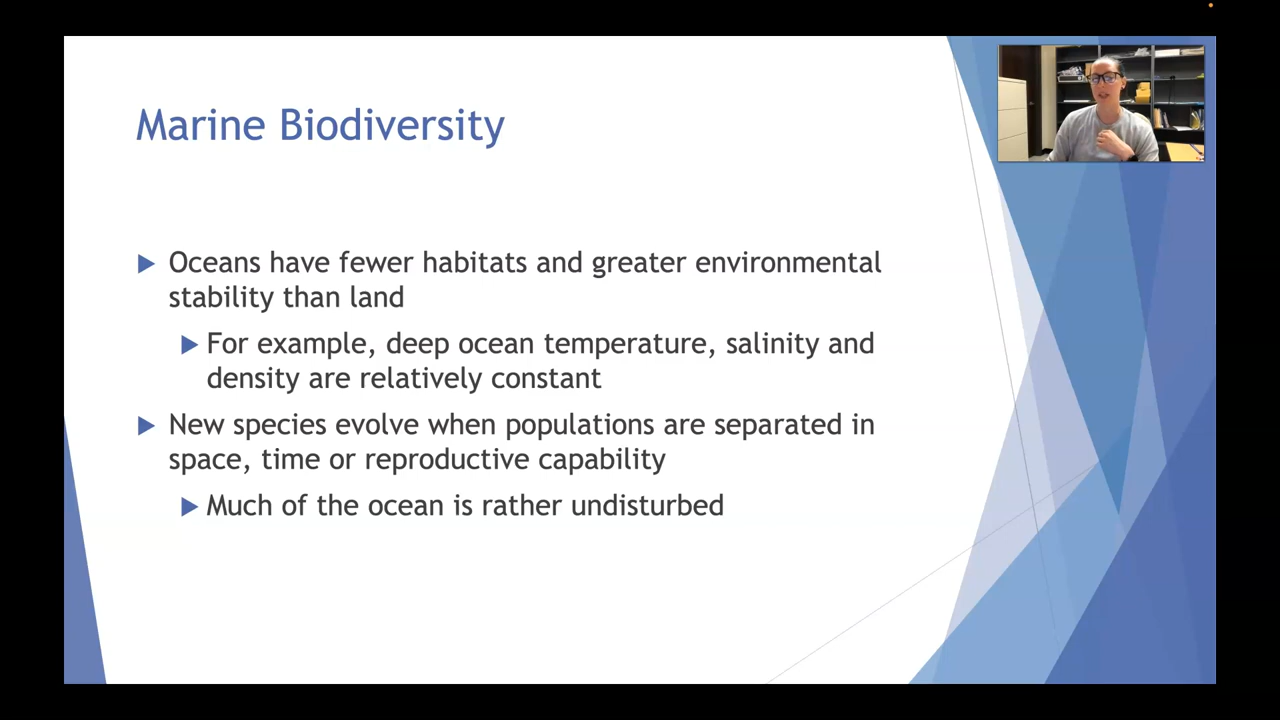 Marine Biodiversity
Oceans have fewer habitats and greater environmental
stability than land
For example, deep ocean temperature, salinity and
density are relatively constant
New species evolve when populations are separated in
space, time or reproductive capability
Much of the ocean is rather undisturbed